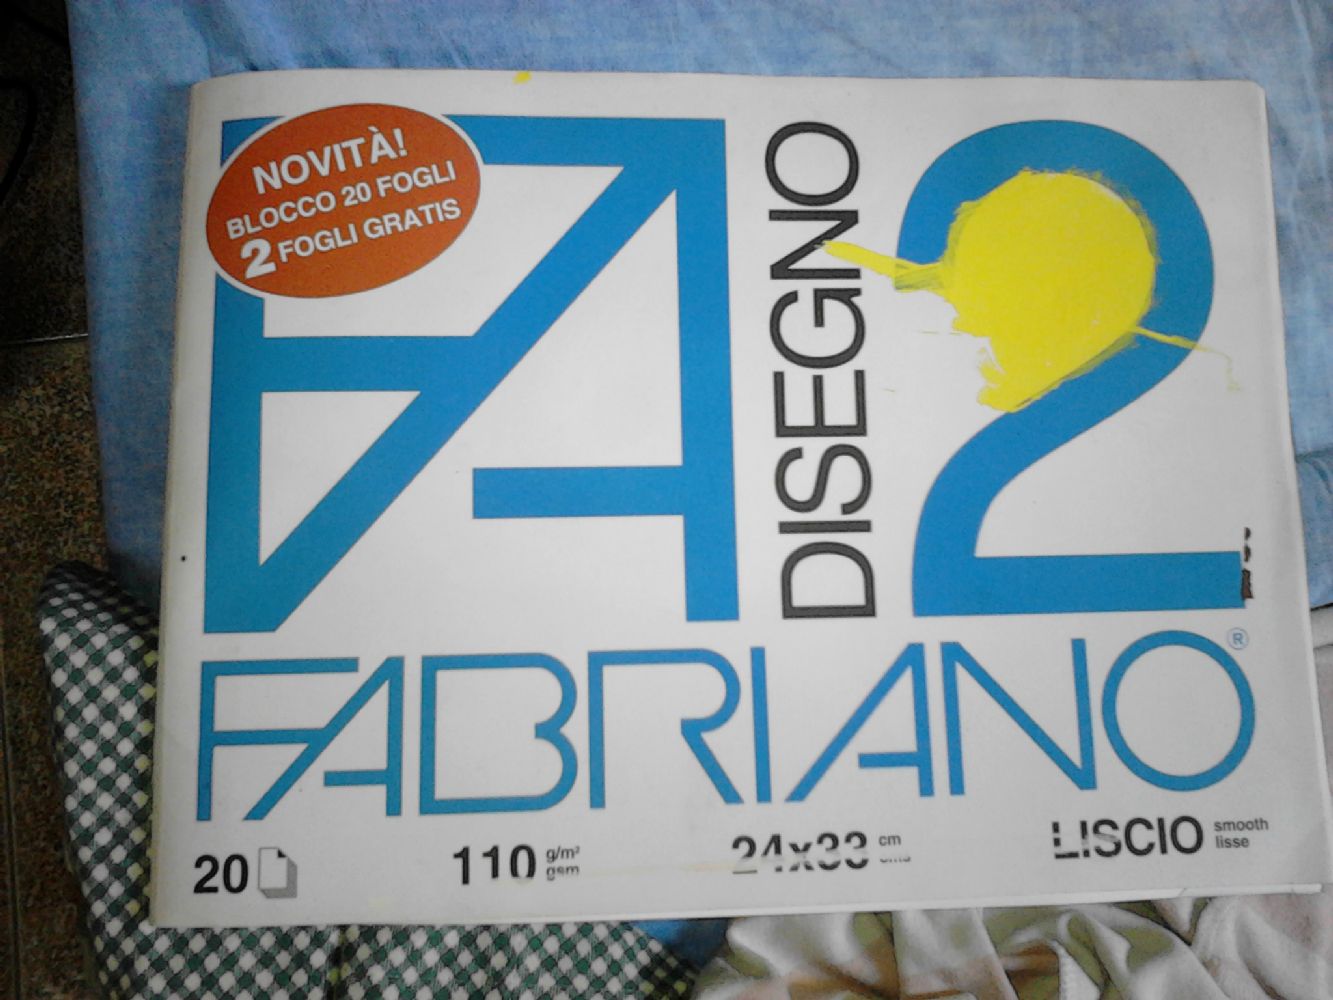 NOVITÀ!
BLOCCO 20 FOGLI
2 FOGLI GRATIS
FA
DISEGNO
2
FABRIANO®
20
110 g/m²
gsm
24x33 cm
LISCIO smooth
lisse